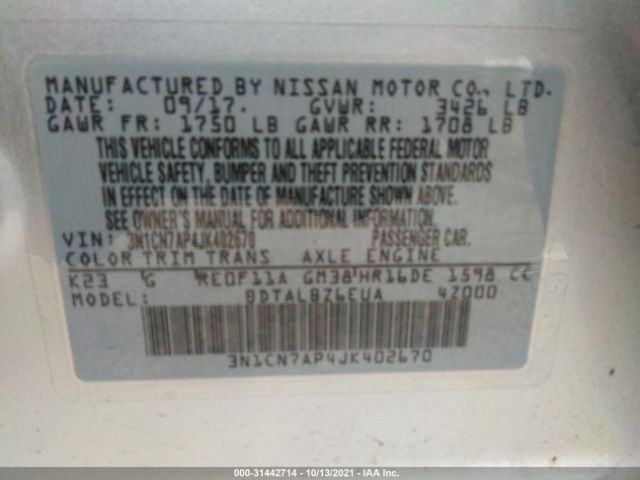 MANUFACTURED BY NISSAN MOTOR CO., LTD.
DATE: 09/17. GVWR: 3426 LB
GAWR FR: 1750 LB GAWR RR: 1708 LB
THIS VEHICLE CONFORMS TO ALL APPLICABLE FEDERAL MOTOR
VEHICLE SAFETY, BUMPER AND THEFT PREVENTION STANDARDS
IN EFFECT ON THE DATE OF MANUFACTURE SHOWN ABOVE.
SEE OWNER'S MANUAL FOR ADDITIONAL INFORMATION.
VIN: 3N1CN7AP4JK402670 PASSENGER CAR.
COLOR TRIM TRANS AXLE ENGINE
K23 G RE0F11A GM38 HR16DE 1598 CC
BDTALBZ6EUA 4Z000
3N1CN7AP4JK402670
000-31442714 | 10/13/2021 | IAA Inc.